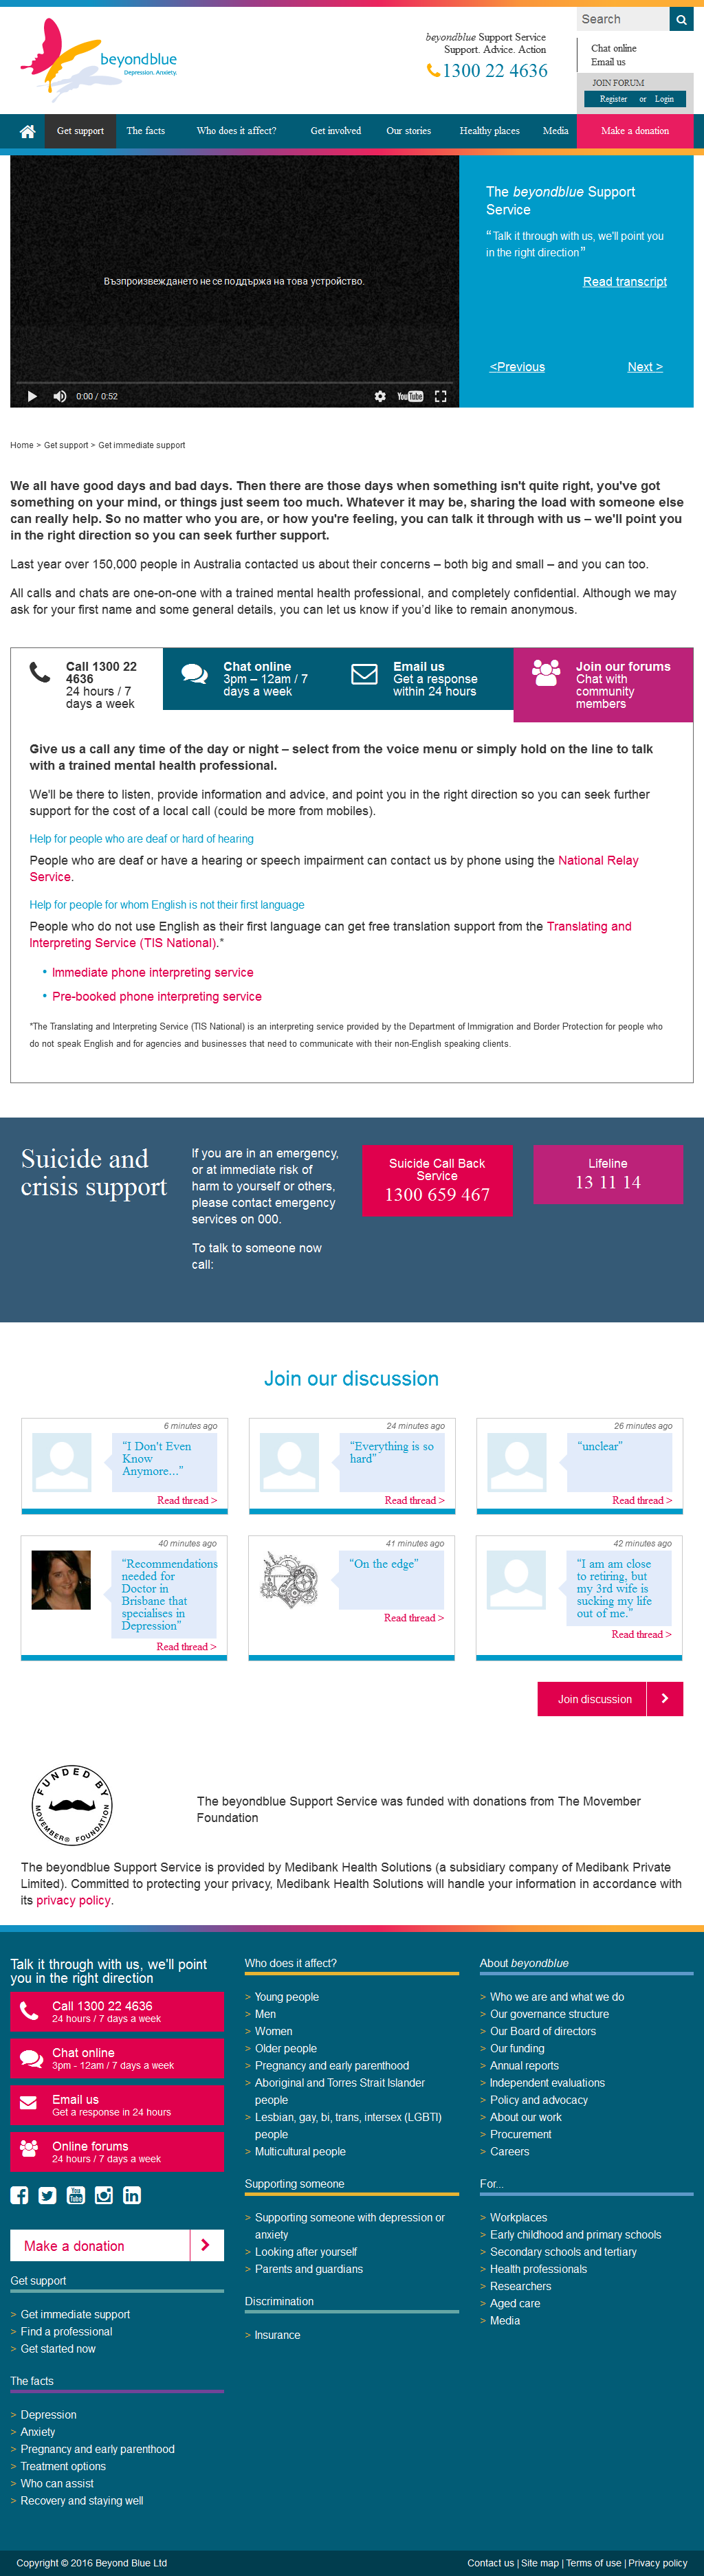 beyondblue
Depression. Anxiety.
beyondblue Support Service
Support. Advice. Action
1300 22 4636
Search
Chat online
Email us
JOIN FORUM
Register or Login
Get support The facts Who does it affect? Get involved Our stories Healthy places Media Make a donation
Възпроизвеждането не се поддържа на това устройство.
0:00 / 0:52
YouTube
The beyondblue Support
Service
“Talk it through with us, we'll point you
in the right direction”
Read transcript
<Previous Next >
Home > Get support > Get immediate support
We all have good days and bad days. Then there are those days when something isn't quite right, you've got
something on your mind, or things just seem too much. Whatever it may be, sharing the load with someone else
can really help. So no matter who you are, or how you're feeling, you can talk it through with us – we'll point you
in the right direction so you can seek further support.
Last year over 150,000 people in Australia contacted us about their concerns – both big and small – and you can too.
All calls and chats are one-on-one with a trained mental health professional, and completely confidential. Although we may
ask for your first name and some general details, you can let us know if you’d like to remain anonymous.
Call 1300 22
4636
24 hours / 7
days a week
Chat online
3pm – 12am / 7
days a week
Email us
Get a response
within 24 hours
Join our forums
Chat with
community
members
Give us a call any time of the day or night – select from the voice menu or simply hold on the line to talk
with a trained mental health professional.
We'll be there to listen, provide information and advice, and point you in the right direction so you can seek further
support for the cost of a local call (could be more from mobiles).
Help for people who are deaf or hard of hearing
People who are deaf or have a hearing or speech impairment can contact us by phone using the National Relay
Service.
Help for people for whom English is not their first language
People who do not use English as their first language can get free translation support from the Translating and
Interpreting Service (TIS National).*
Immediate phone interpreting service
Pre-booked phone interpreting service
*The Translating and Interpreting Service (TIS National) is an interpreting service provided by the Department of Immigration and Border Protection for people who
do not speak English and for agencies and businesses that need to communicate with their non-English speaking clients.
Suicide and
crisis support
If you are in an emergency,
or at immediate risk of
harm to yourself or others,
please contact emergency
services on 000.
To talk to someone now
call:
Suicide Call Back
Service
1300 659 467
Lifeline
13 11 14
Join our discussion
6 minutes ago
“I Don't Even
Know
Anymore...”
Read thread >
24 minutes ago
“Everything is so
hard”
Read thread >
26 minutes ago
“unclear”
Read thread >
40 minutes ago
“Recommendations
needed for
Doctor in
Brisbane that
specialises in
Depression”
Read thread >
41 minutes ago
“On the edge”
Read thread >
42 minutes ago
“I am am close
to retiring, but
my 3rd wife is
sucking my life
out of me.”
Read thread >
Join discussion
FUNDED BY
MOVEMBER® FOUNDATION
The beyondblue Support Service was funded with donations from The Movember
Foundation
The beyondblue Support Service is provided by Medibank Health Solutions (a subsidiary company of Medibank Private
Limited). Committed to protecting your privacy, Medibank Health Solutions will handle your information in accordance with
its privacy policy.
Talk it through with us, we'll point
you in the right direction
Call 1300 22 4636
24 hours / 7 days a week
Chat online
3pm - 12am / 7 days a week
Email us
Get a response in 24 hours
Online forums
24 hours / 7 days a week
You
Tube
Make a donation
Get support
> Get immediate support
> Find a professional
> Get started now
The facts
> Depression
> Anxiety
> Pregnancy and early parenthood
> Treatment options
> Who can assist
> Recovery and staying well
Who does it affect?
> Young people
> Men
> Women
> Older people
> Pregnancy and early parenthood
> Aboriginal and Torres Strait Islander
people
> Lesbian, gay, bi, trans, intersex (LGBTI)
people
> Multicultural people
Supporting someone
> Supporting someone with depression or
anxiety
> Looking after yourself
> Parents and guardians
Discrimination
> Insurance
About beyondblue
> Who we are and what we do
> Our governance structure
> Our Board of directors
> Our funding
> Annual reports
> Independent evaluations
> Policy and advocacy
> About our work
> Procurement
> Careers
For...
> Workplaces
> Early childhood and primary schools
> Secondary schools and tertiary
> Health professionals
> Researchers
> Aged care
> Media
Copyright © 2016 Beyond Blue Ltd
Contact us | Site map | Terms of use | Privacy policy